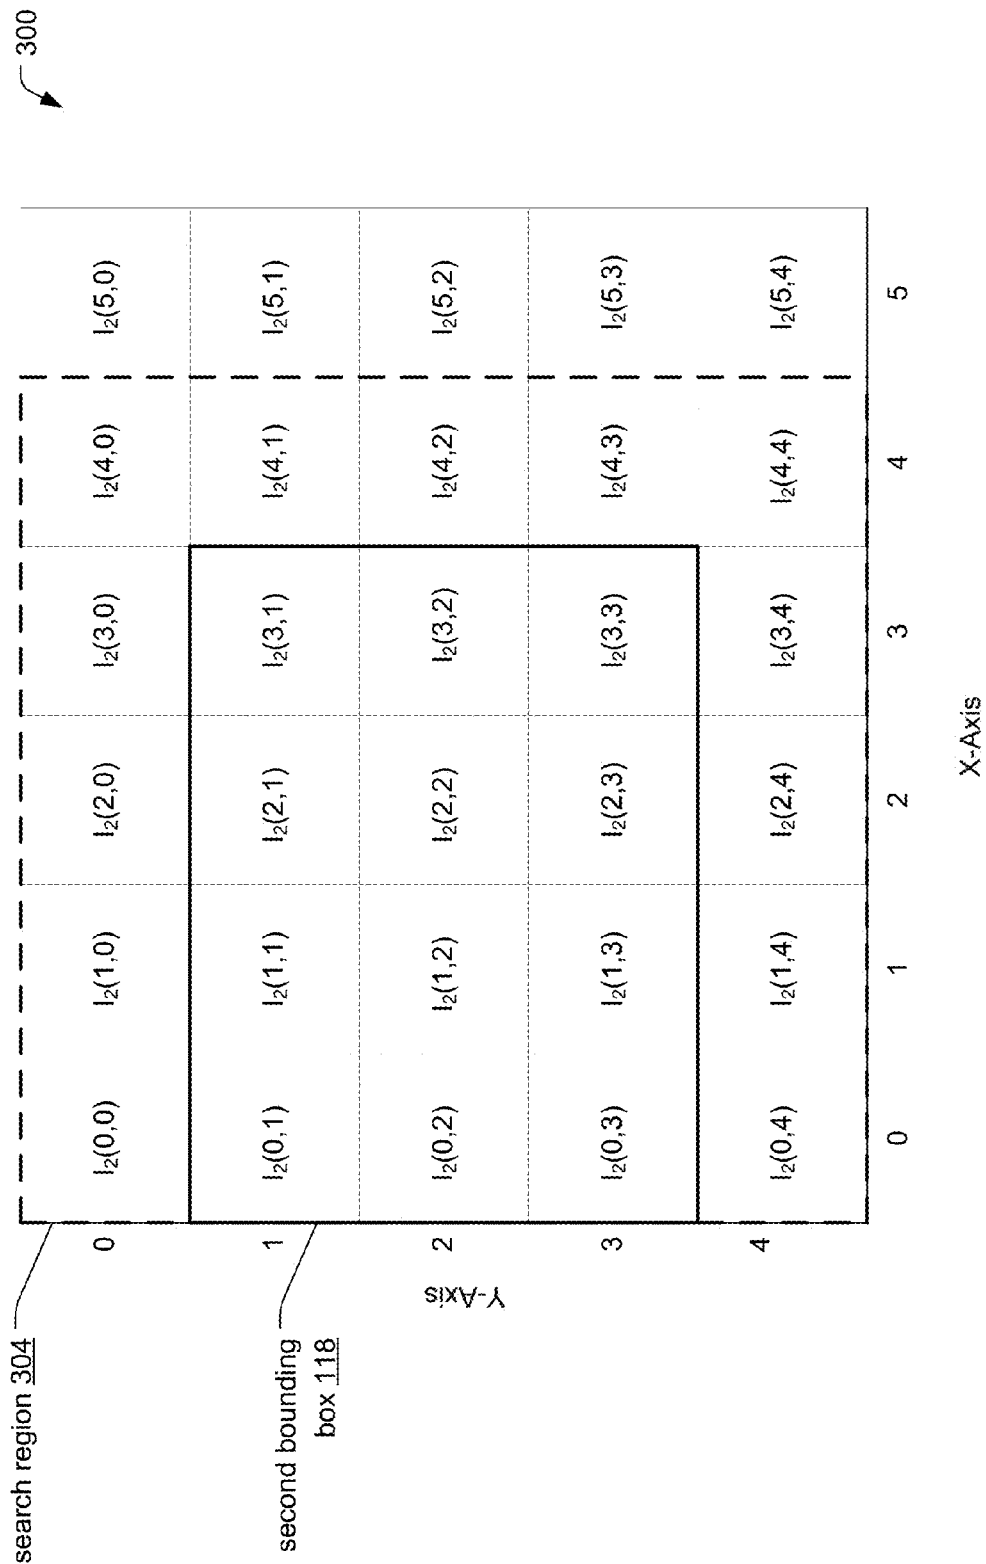 search region 304
300
0 I₂(0,0) I₂(1,0) I₂(2,0) I₂(3,0) I₂(4,0) I₂(5,0)
second bounding
box 118
1 I₂(0,1) I₂(1,1) I₂(2,1) I₂(3,1) I₂(4,1) I₂(5,1)
Y-Axis
2 I₂(0,2) I₂(1,2) I₂(2,2) I₂(3,2) I₂(4,2) I₂(5,2)
3 I₂(0,3) I₂(1,3) I₂(2,3) I₂(3,3) I₂(4,3) I₂(5,3)
4 I₂(0,4) I₂(1,4) I₂(2,4) I₂(3,4) I₂(4,4) I₂(5,4)
0 1 2 3 4 5
X-Axis